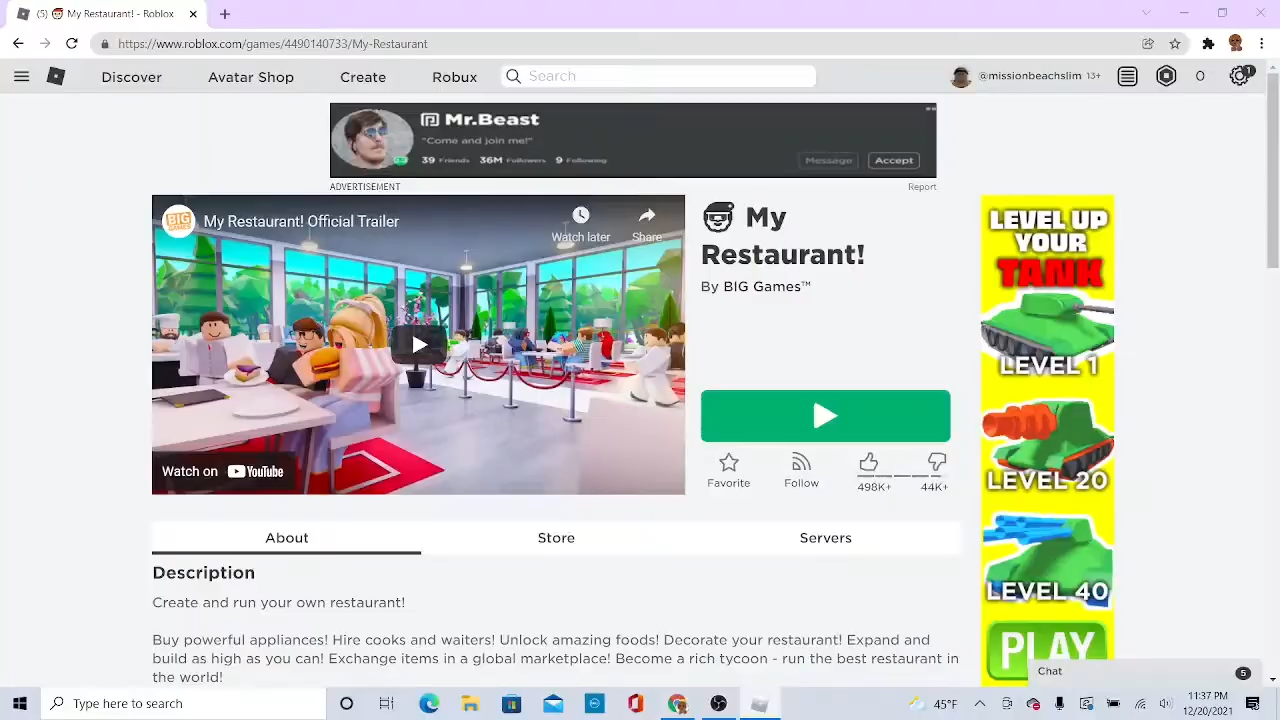 (5) My Restaurant! - Roblox
https://www.roblox.com/games/4490140733/My-Restaurant
Discover
Avatar Shop
Create
Robux
Search
@missionbeachslim 13+
0
1
Mr.Beast
"Come and join me!"
39 Friends 36M Followers 9 Following
Message
Accept
ADVERTISEMENT
Report
BIG
GAMES
My Restaurant! Official Trailer
Watch later
Share
Watch on YouTube
My
Restaurant!
By BIG Games™
Favorite
Follow
498K+
44K+
LEVEL UP
YOUR
TANK
LEVEL 1
LEVEL 20
LEVEL 40
PLAY
About
Store
Servers
Description
Create and run your own restaurant!
Buy powerful appliances! Hire cooks and waiters! Unlock amazing foods! Decorate your restaurant! Expand and
build as high as you can! Exchange items in a global marketplace! Become a rich tycoon - run the best restaurant in
the world!
Chat
5
Type here to search
45°F
11:37 PM
12/20/2021